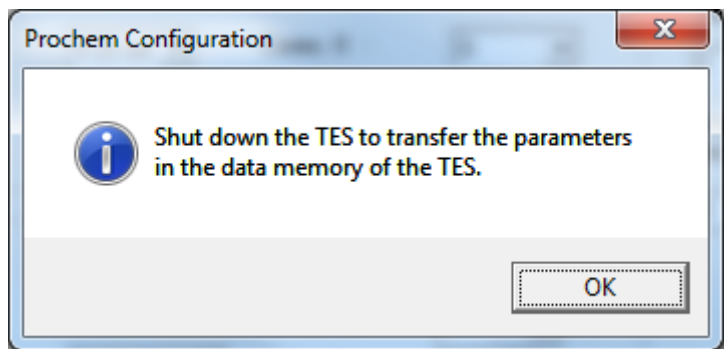 Prochem Configuration
Shut down the TES to transfer the parameters
in the data memory of the TES.
OK